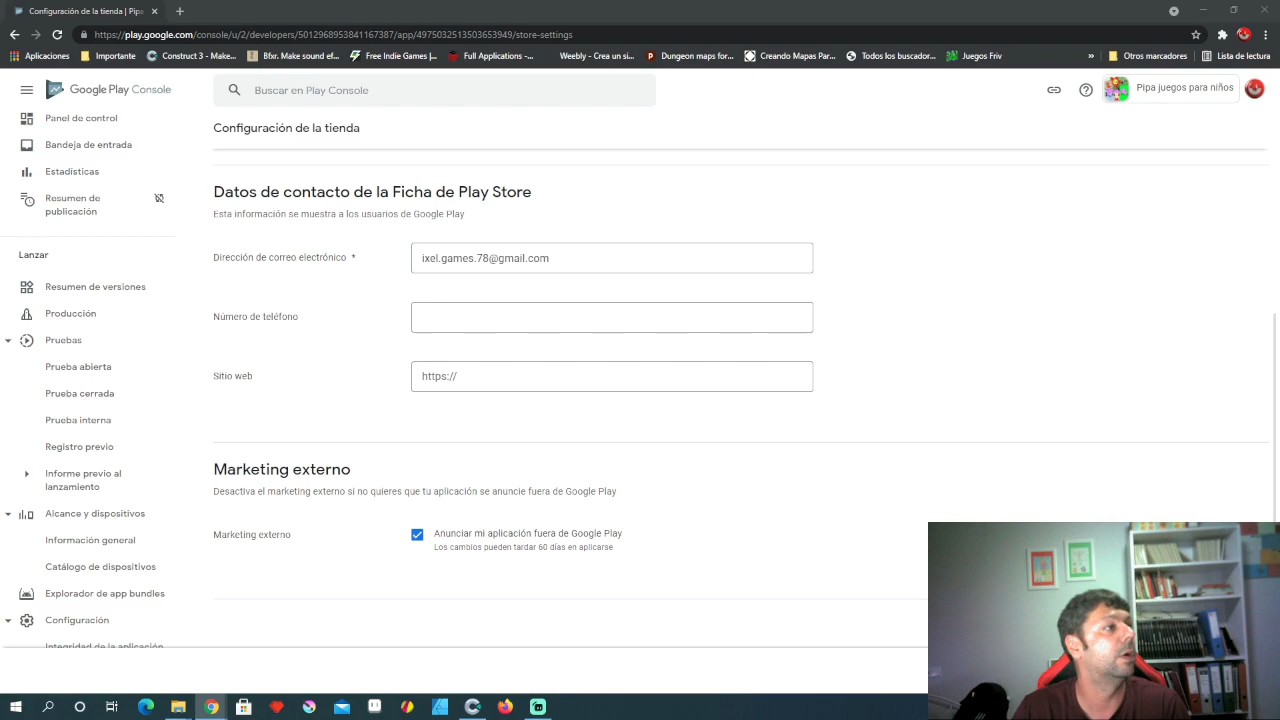 Configuración de la tienda | Pipa
https://play.google.com/console/u/2/developers/5012968953841167387/app/4975032513503653949/store-settings
Aplicaciones
Importante
Construct 3 - Make...
Bfxr. Make sound ef...
Free Indie Games |...
Full Applications -...
Weebly - Crea un si...
Dungeon maps for...
Creando Mapas Par...
Todos los buscado...
Juegos Friv
»
Otros marcadores
Lista de lectura
Google Play Console
Buscar en Play Console
Pipa juegos para niños
Panel de control
Bandeja de entrada
Estadísticas
Resumen de
publicación
Lanzar
Resumen de versiones
Producción
Pruebas
Prueba abierta
Prueba cerrada
Prueba interna
Registro previo
Informe previo al
lanzamiento
Alcance y dispositivos
Información general
Catálogo de dispositivos
Explorador de app bundles
Configuración
Integridad de la aplicación
Configuración de la tienda
Datos de contacto de la Ficha de Play Store
Esta información se muestra a los usuarios de Google Play
Dirección de correo electrónico *
ixel.games.78@gmail.com
Número de teléfono
Sitio web
https://
Marketing externo
Desactiva el marketing externo si no quieres que tu aplicación se anuncie fuera de Google Play
Marketing externo
Anunciar mi aplicación fuera de Google Play
Los cambios pueden tardar 60 días en aplicarse